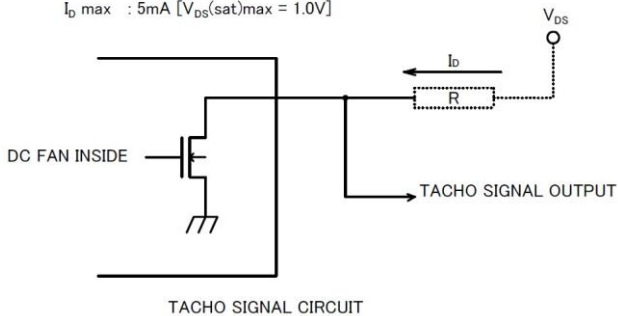 I_D max : 5mA [V_DS(sat)max = 1.0V]
V_DS
I_D
R
DC FAN INSIDE
TACHO SIGNAL OUTPUT
TACHO SIGNAL CIRCUIT